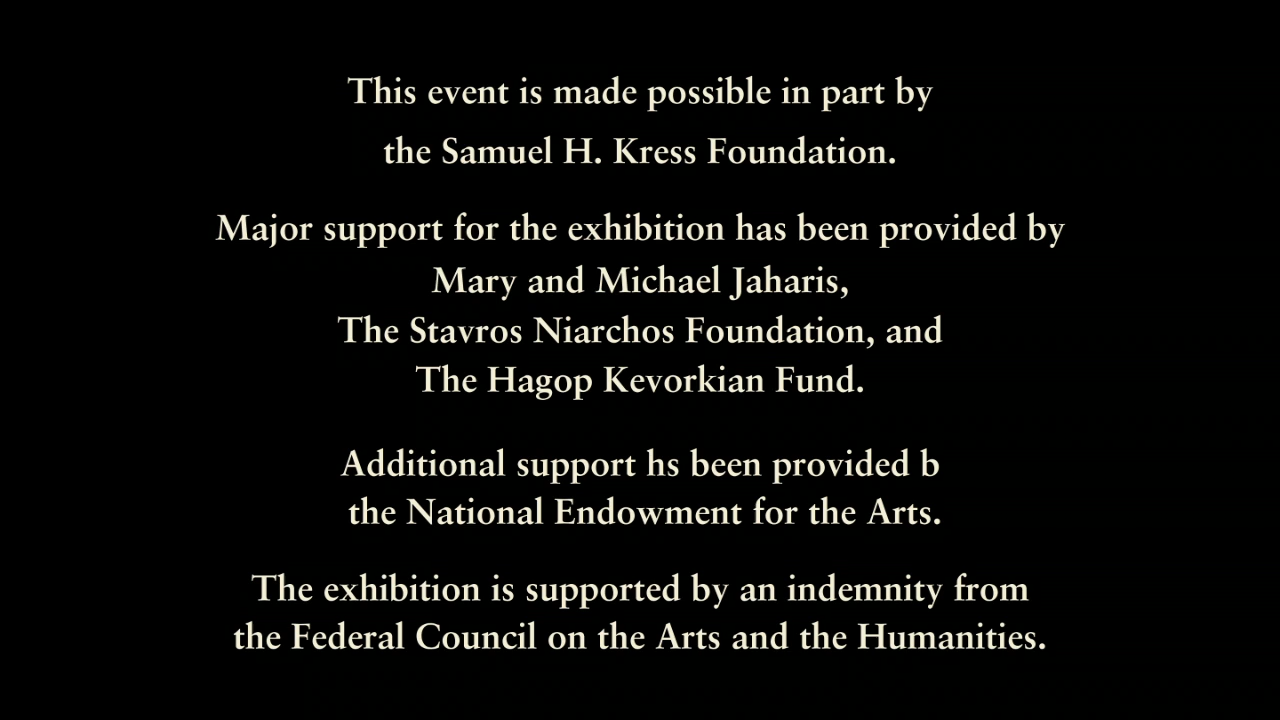 This event is made possible in part by
the Samuel H. Kress Foundation.
Major support for the exhibition has been provided by
Mary and Michael Jaharis,
The Stavros Niarchos Foundation, and
The Hagop Kevorkian Fund.
Additional support hs been provided b
the National Endowment for the Arts.
The exhibition is supported by an indemnity from
the Federal Council on the Arts and the Humanities.